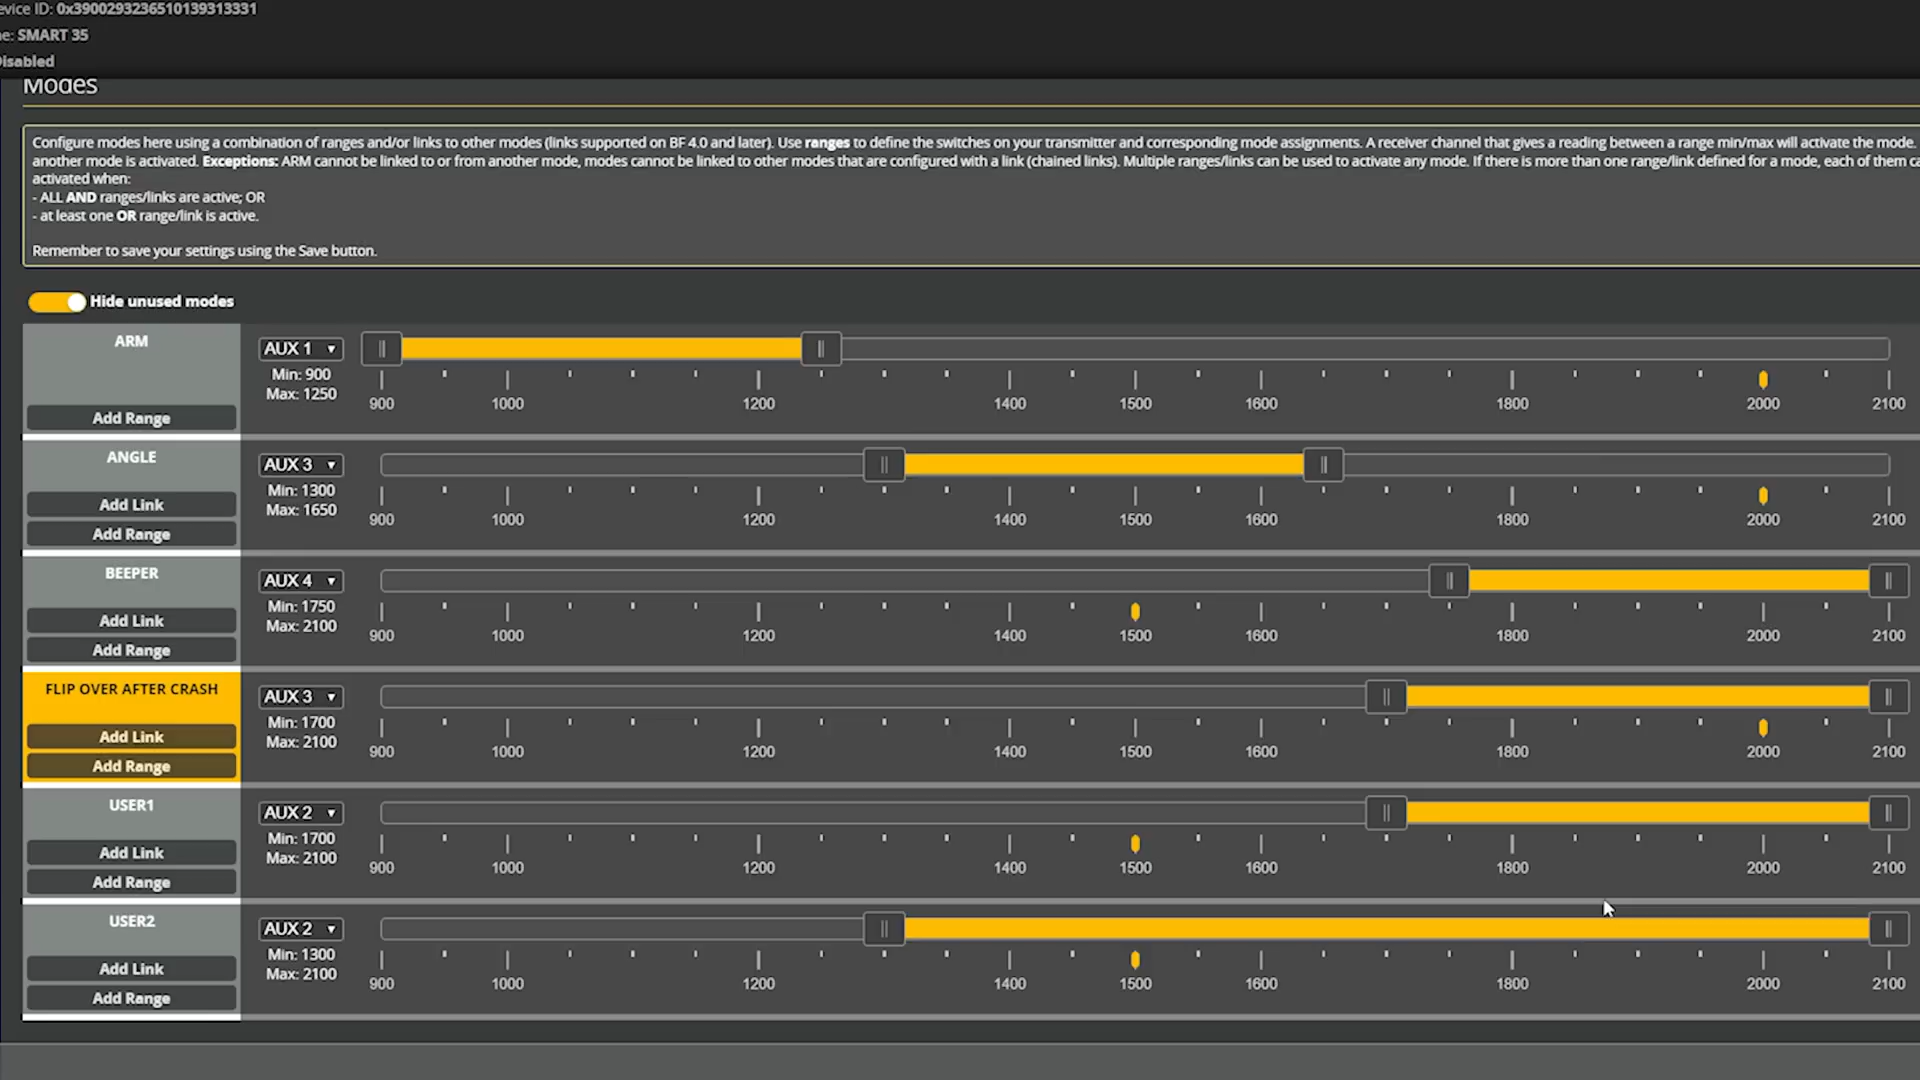 evice ID: 0x3900293236510139313331
e: SMART 35
Disabled
Modes
Configure modes here using a combination of ranges and/or links to other modes (links supported on BF 4.0 and later). Use ranges to define the switches on your transmitter and corresponding mode assignments. A receiver channel that gives a reading between a range min/max will activate the mode.
another mode is activated. Exceptions: ARM cannot be linked to or from another mode, modes cannot be linked to other modes that are configured with a link (chained links). Multiple ranges/links can be used to activate any mode. If there is more than one range/link defined for a mode, each of them ca
activated when:
- ALL AND ranges/links are active; OR
- at least one OR range/link is active.
Remember to save your settings using the Save button.
Hide unused modes
ARM
Add Range
AUX 1
Min: 900
Max: 1250
900 1000 1200 1400 1500 1600 1800 2000 2100
ANGLE
Add Link
Add Range
AUX 3
Min: 1300
Max: 1650
900 1000 1200 1400 1500 1600 1800 2000 2100
BEEPER
Add Link
Add Range
AUX 4
Min: 1750
Max: 2100
900 1000 1200 1400 1500 1600 1800 2000 2100
FLIP OVER AFTER CRASH
Add Link
Add Range
AUX 3
Min: 1700
Max: 2100
900 1000 1200 1400 1500 1600 1800 2000 2100
USER1
Add Link
Add Range
AUX 2
Min: 1700
Max: 2100
900 1000 1200 1400 1500 1600 1800 2000 2100
USER2
Add Link
Add Range
AUX 2
Min: 1300
Max: 2100
900 1000 1200 1400 1500 1600 1800 2000 2100